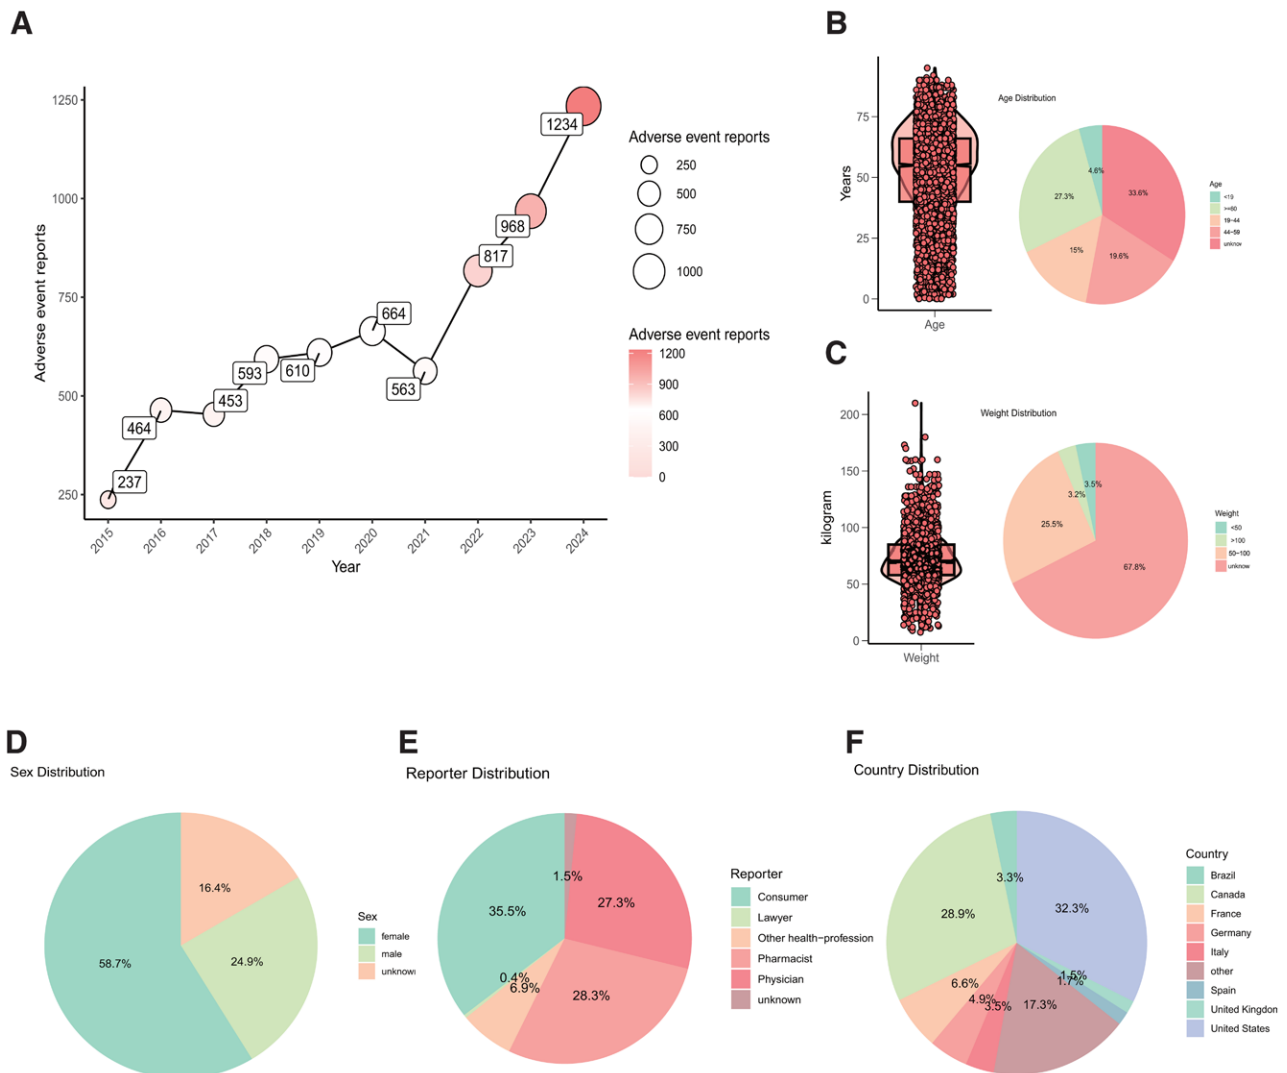 A
1250
1000
750
500
250
Adverse event reports
1234
968
817
664
593
610
563
453
464
237
2015
2016
2017
2018
2019
2020
2021
2022
2023
2024
Year
Adverse event reports
250
500
750
1000
Adverse event reports
1200
900
600
300
0
B
75
50
25
0
Years
Age
Age Distribution
4.6%
33.6%
27.3%
15%
19.6%
Age
<19
>=60
19−44
44−59
unknow
C
200
150
100
50
0
kilogram
Weight
Weight Distribution
3.5%
3.2%
25.5%
67.8%
Weight
<50
>100
50−100
unknow
D
Sex Distribution
16.4%
58.7%
24.9%
Sex
female
male
unknow
E
Reporter Distribution
1.5%
27.3%
35.5%
0.4%
6.9%
28.3%
Reporter
Consumer
Lawyer
Other health−profession
Pharmacist
Physician
unknown
F
Country Distribution
3.3%
32.3%
28.9%
1.5%
1.7%
6.6%
4.9%
3.5%
17.3%
Country
Brazil
Canada
France
Germany
Italy
other
Spain
United Kingdon
United States